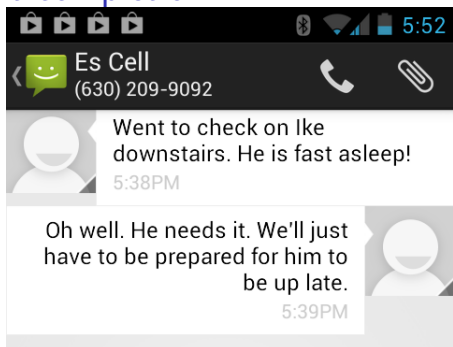 5:52
Es Cell
(630) 209-9092
Went to check on Ike
downstairs. He is fast asleep!
5:38PM
Oh well. He needs it. We'll just
have to be prepared for him to
be up late.
5:39PM